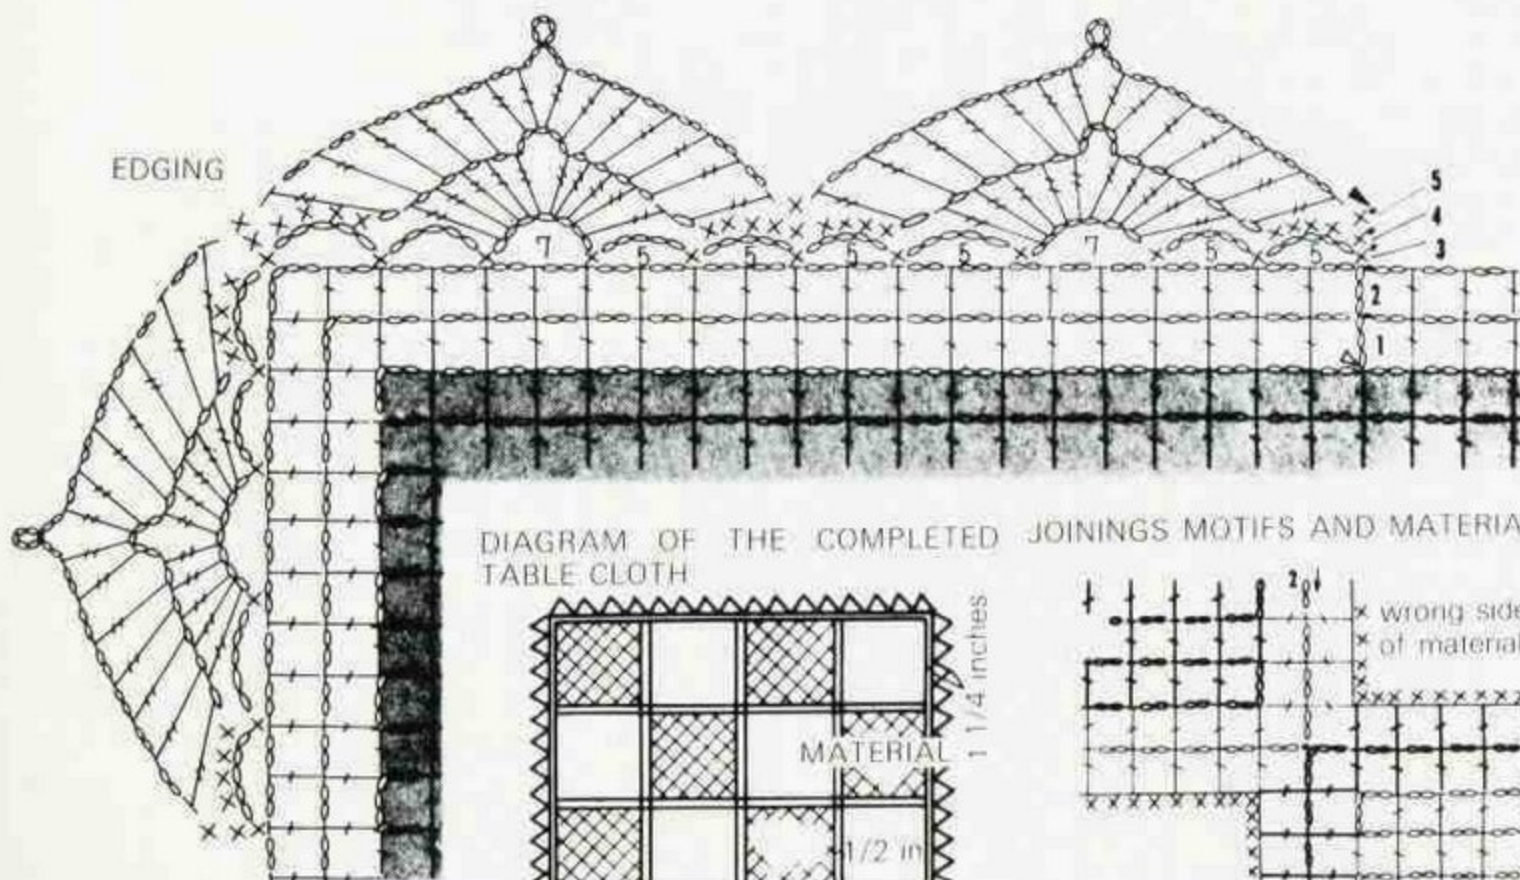 EDGING
5
4
3
7 5 5 5 5 7 5 5
2
1
DIAGRAM OF THE COMPLETED
TABLE CLOTH
JOININGS MOTIFS AND MATERIA
2
wrong side
of material
1 1/4 inches
MATERIAL
1/2 in